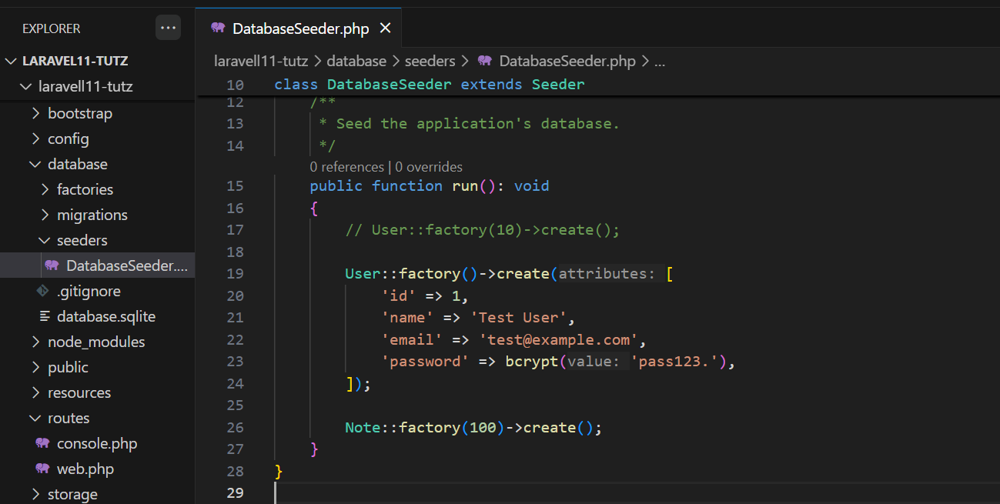 EXPLORER
LARAVEL11-TUTZ
laravell11-tutz
bootstrap
config
database
factories
migrations
seeders
DatabaseSeeder....
.gitignore
database.sqlite
node_modules
public
resources
routes
console.php
web.php
storage
DatabaseSeeder.php
laravell11-tutz > database > seeders > DatabaseSeeder.php > ...
10 class DatabaseSeeder extends Seeder
12 /**
13 * Seed the application's database.
14 */
0 references | 0 overrides
15 public function run(): void
16 {
17 // User::factory(10)->create();
18
19 User::factory()->create(attributes: [
20 'id' => 1,
21 'name' => 'Test User',
22 'email' => 'test@example.com',
23 'password' => bcrypt(value: 'pass123.'),
24 ]);
25
26 Note::factory(100)->create();
27 }
28 }
29